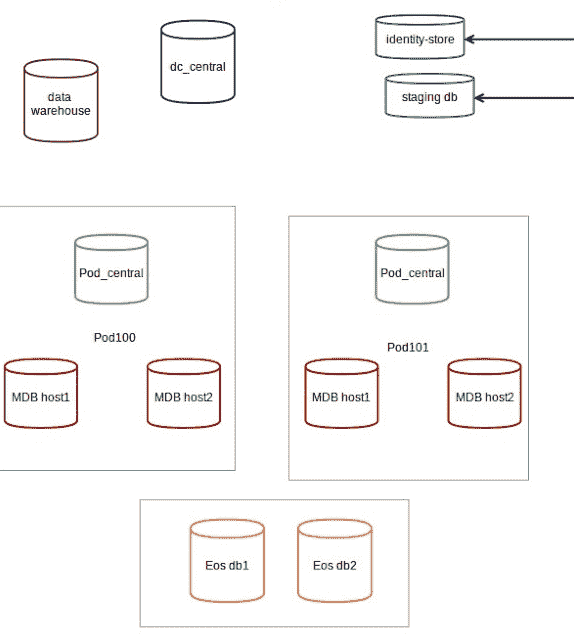 identity-store
dc_central
data
warehouse
staging db
Pod_central
Pod_central
Pod100
Pod101
MDB host1
MDB host2
MDB host1
MDB host2
Eos db1
Eos db2